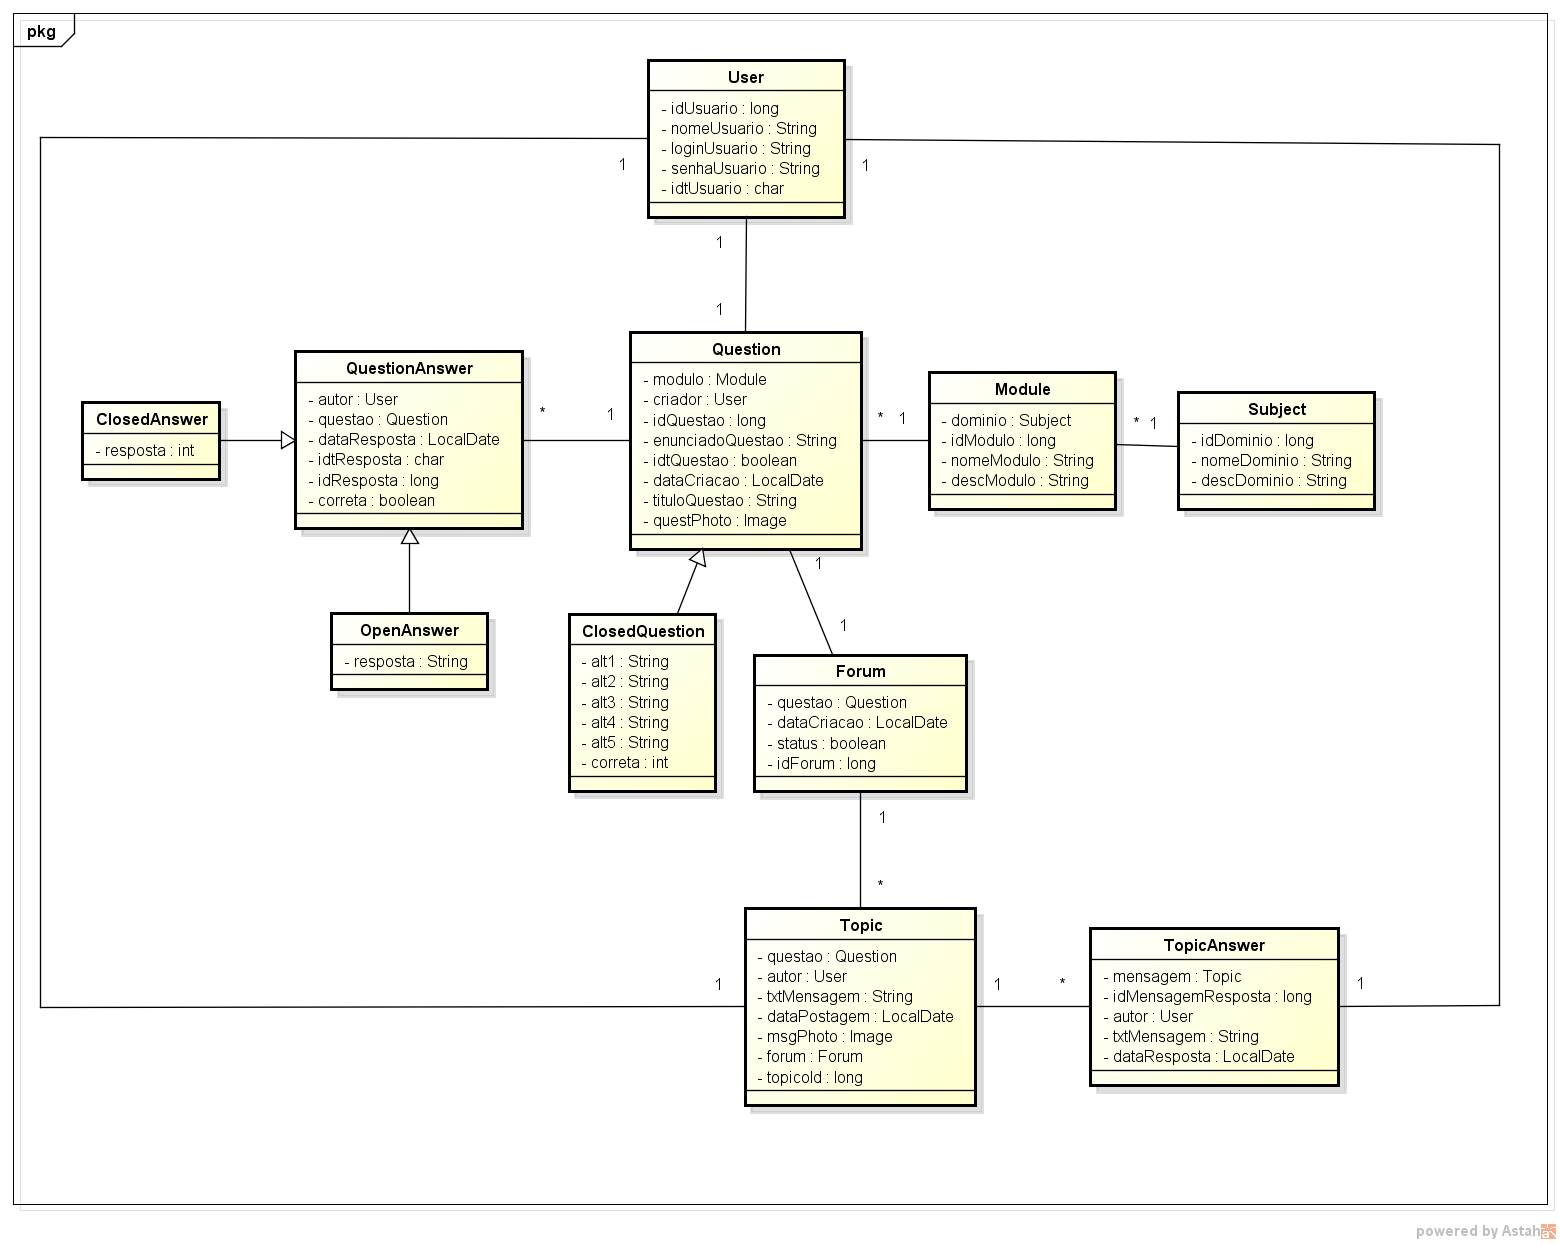 pkg
User
- idUsuario : long
- nomeUsuario : String
- loginUsuario : String
- senhaUsuario : String
- idtUsuario : char
1
1
1
1
Question
- modulo : Module
- criador : User
- idQuestao : long
- enunciadoQuestao : String
- idtQuestao : boolean
- dataCriacao : LocalDate
- tituloQuestao : String
- questPhoto : Image
QuestionAnswer
- autor : User
- questao : Question
- dataResposta : LocalDate
- idtResposta : char
- idResposta : long
- correta : boolean
*
1
ClosedAnswer
- resposta : int
*
1
Module
- dominio : Subject
- idModulo : long
- nomeModulo : String
- descModulo : String
*
1
Subject
- idDominio : long
- nomeDominio : String
- descDominio : String
OpenAnswer
- resposta : String
ClosedQuestion
- alt1 : String
- alt2 : String
- alt3 : String
- alt4 : String
- alt5 : String
- correta : int
1
1
Forum
- questao : Question
- dataCriacao : LocalDate
- status : boolean
- idForum : long
1
*
1
Topic
- questao : Question
- autor : User
- txtMensagem : String
- dataPostagem : LocalDate
- msgPhoto : Image
- forum : Forum
- topicoId : long
1
*
TopicAnswer
- mensagem : Topic
- idMensagemResposta : long
- autor : User
- txtMensagem : String
- dataResposta : LocalDate
1
powered by Astah